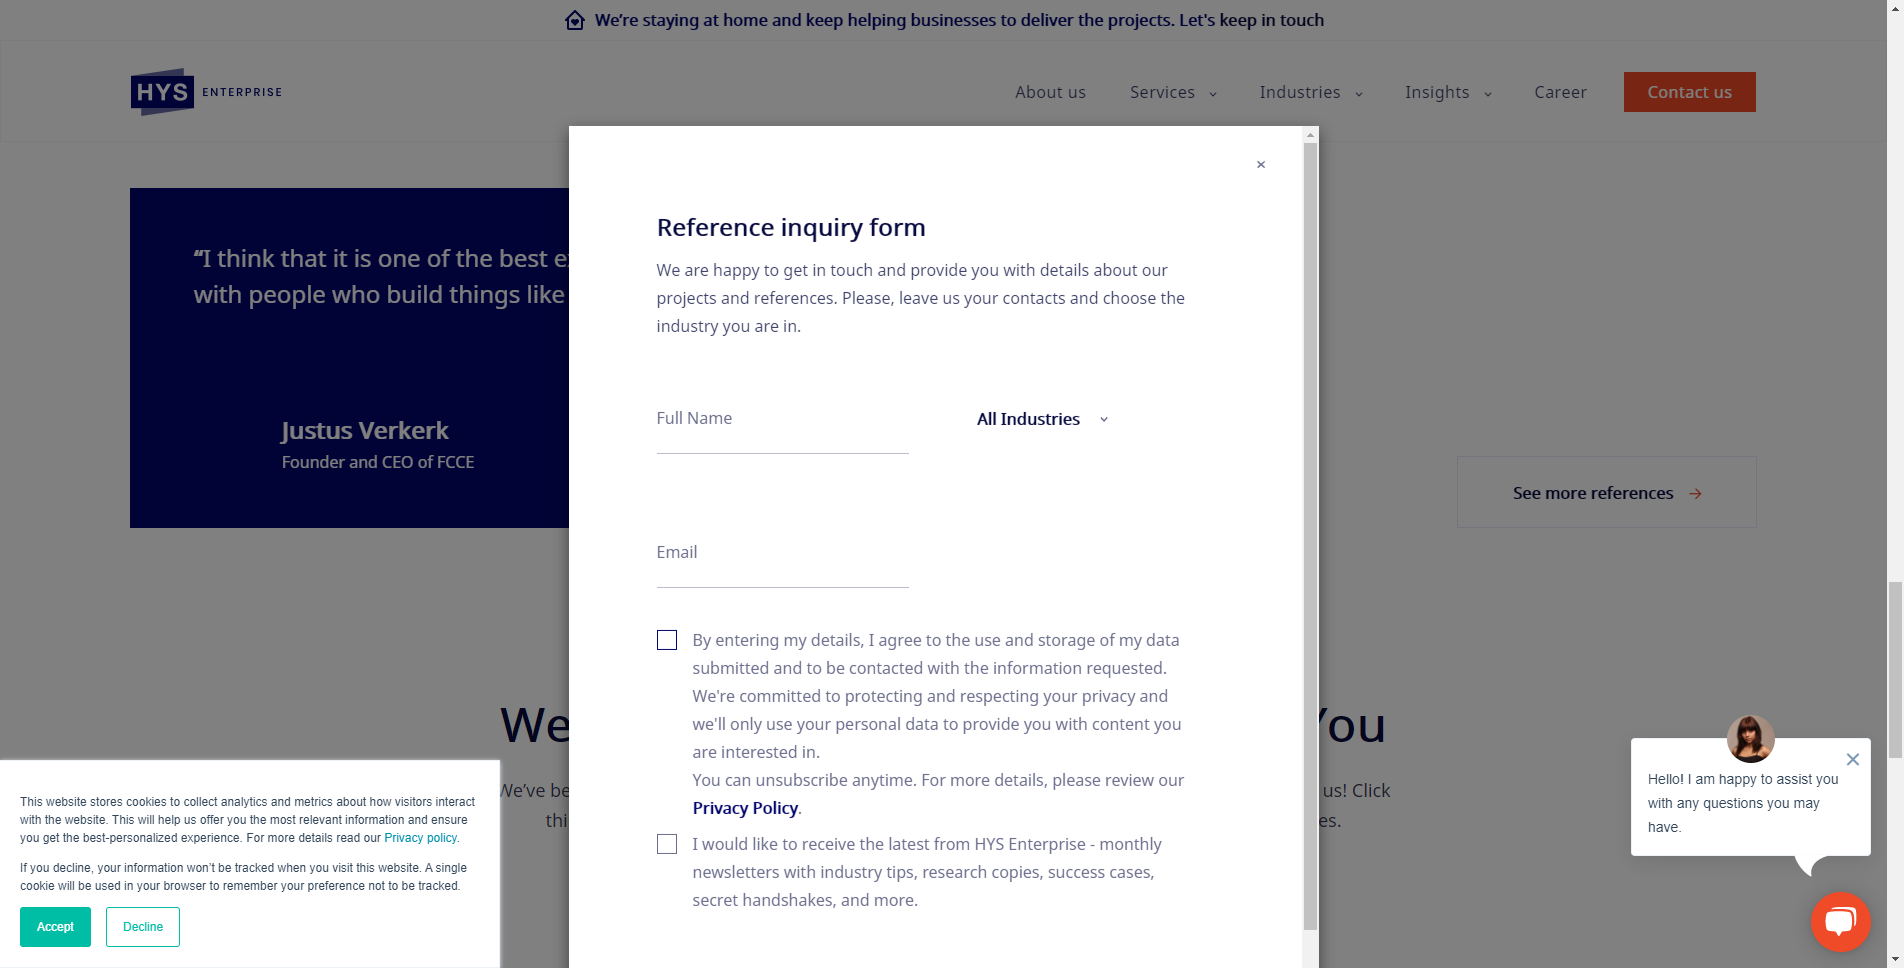 We're staying at home and keep helping businesses to deliver the projects. Let's keep in touch
HYS ENTERPRISE
About us
Services
Industries
Insights
Career
Contact us
“I think that it is one of the best
with people who build things like
Justus Verkerk
Founder and CEO of FCCE
Reference inquiry form
We are happy to get in touch and provide you with details about our
projects and references. Please, leave us your contacts and choose the
industry you are in.
Full Name
All Industries
Email
By entering my details, I agree to the use and storage of my data
submitted and to be contacted with the information requested.
We're committed to protecting and respecting your privacy and
we'll only use your personal data to provide you with content you
are interested in.
You can unsubscribe anytime. For more details, please review our
Privacy Policy.
I would like to receive the latest from HYS Enterprise - monthly
newsletters with industry tips, research copies, success cases,
secret handshakes, and more.
See more references
We
You
We've
us! Click
This website stores cookies to collect analytics and metrics about how visitors interact
with the website. This will help us offer you the most relevant information and ensure
you get the best-personalized experience. For more details read our Privacy policy.
If you decline, your information won't be tracked when you visit this website. A single
cookie will be used in your browser to remember your preference not to be tracked.
Accept
Decline
Hello! I am happy to assist you
with any questions you may
have.